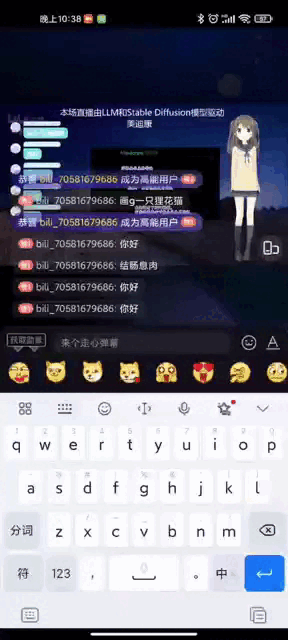 晚上10:38
本场直播由LLM和Stable Diffusion模型驱动
恭喜 bili_70581679686 成为高能用户
bili_70581679686: 画g一只狸花猫
恭喜 bili_70581679686 成为高能用户
bili_70581679686: 你好
bili_70581679686: 结肠息肉
bili_70581679686: 你好
bili_70581679686: 你好
获取勋章
来个走心弹幕
A
q w e r t y u i o p
a s d f g h j k l
分词 z x c v b n m
符 123 , 。 中